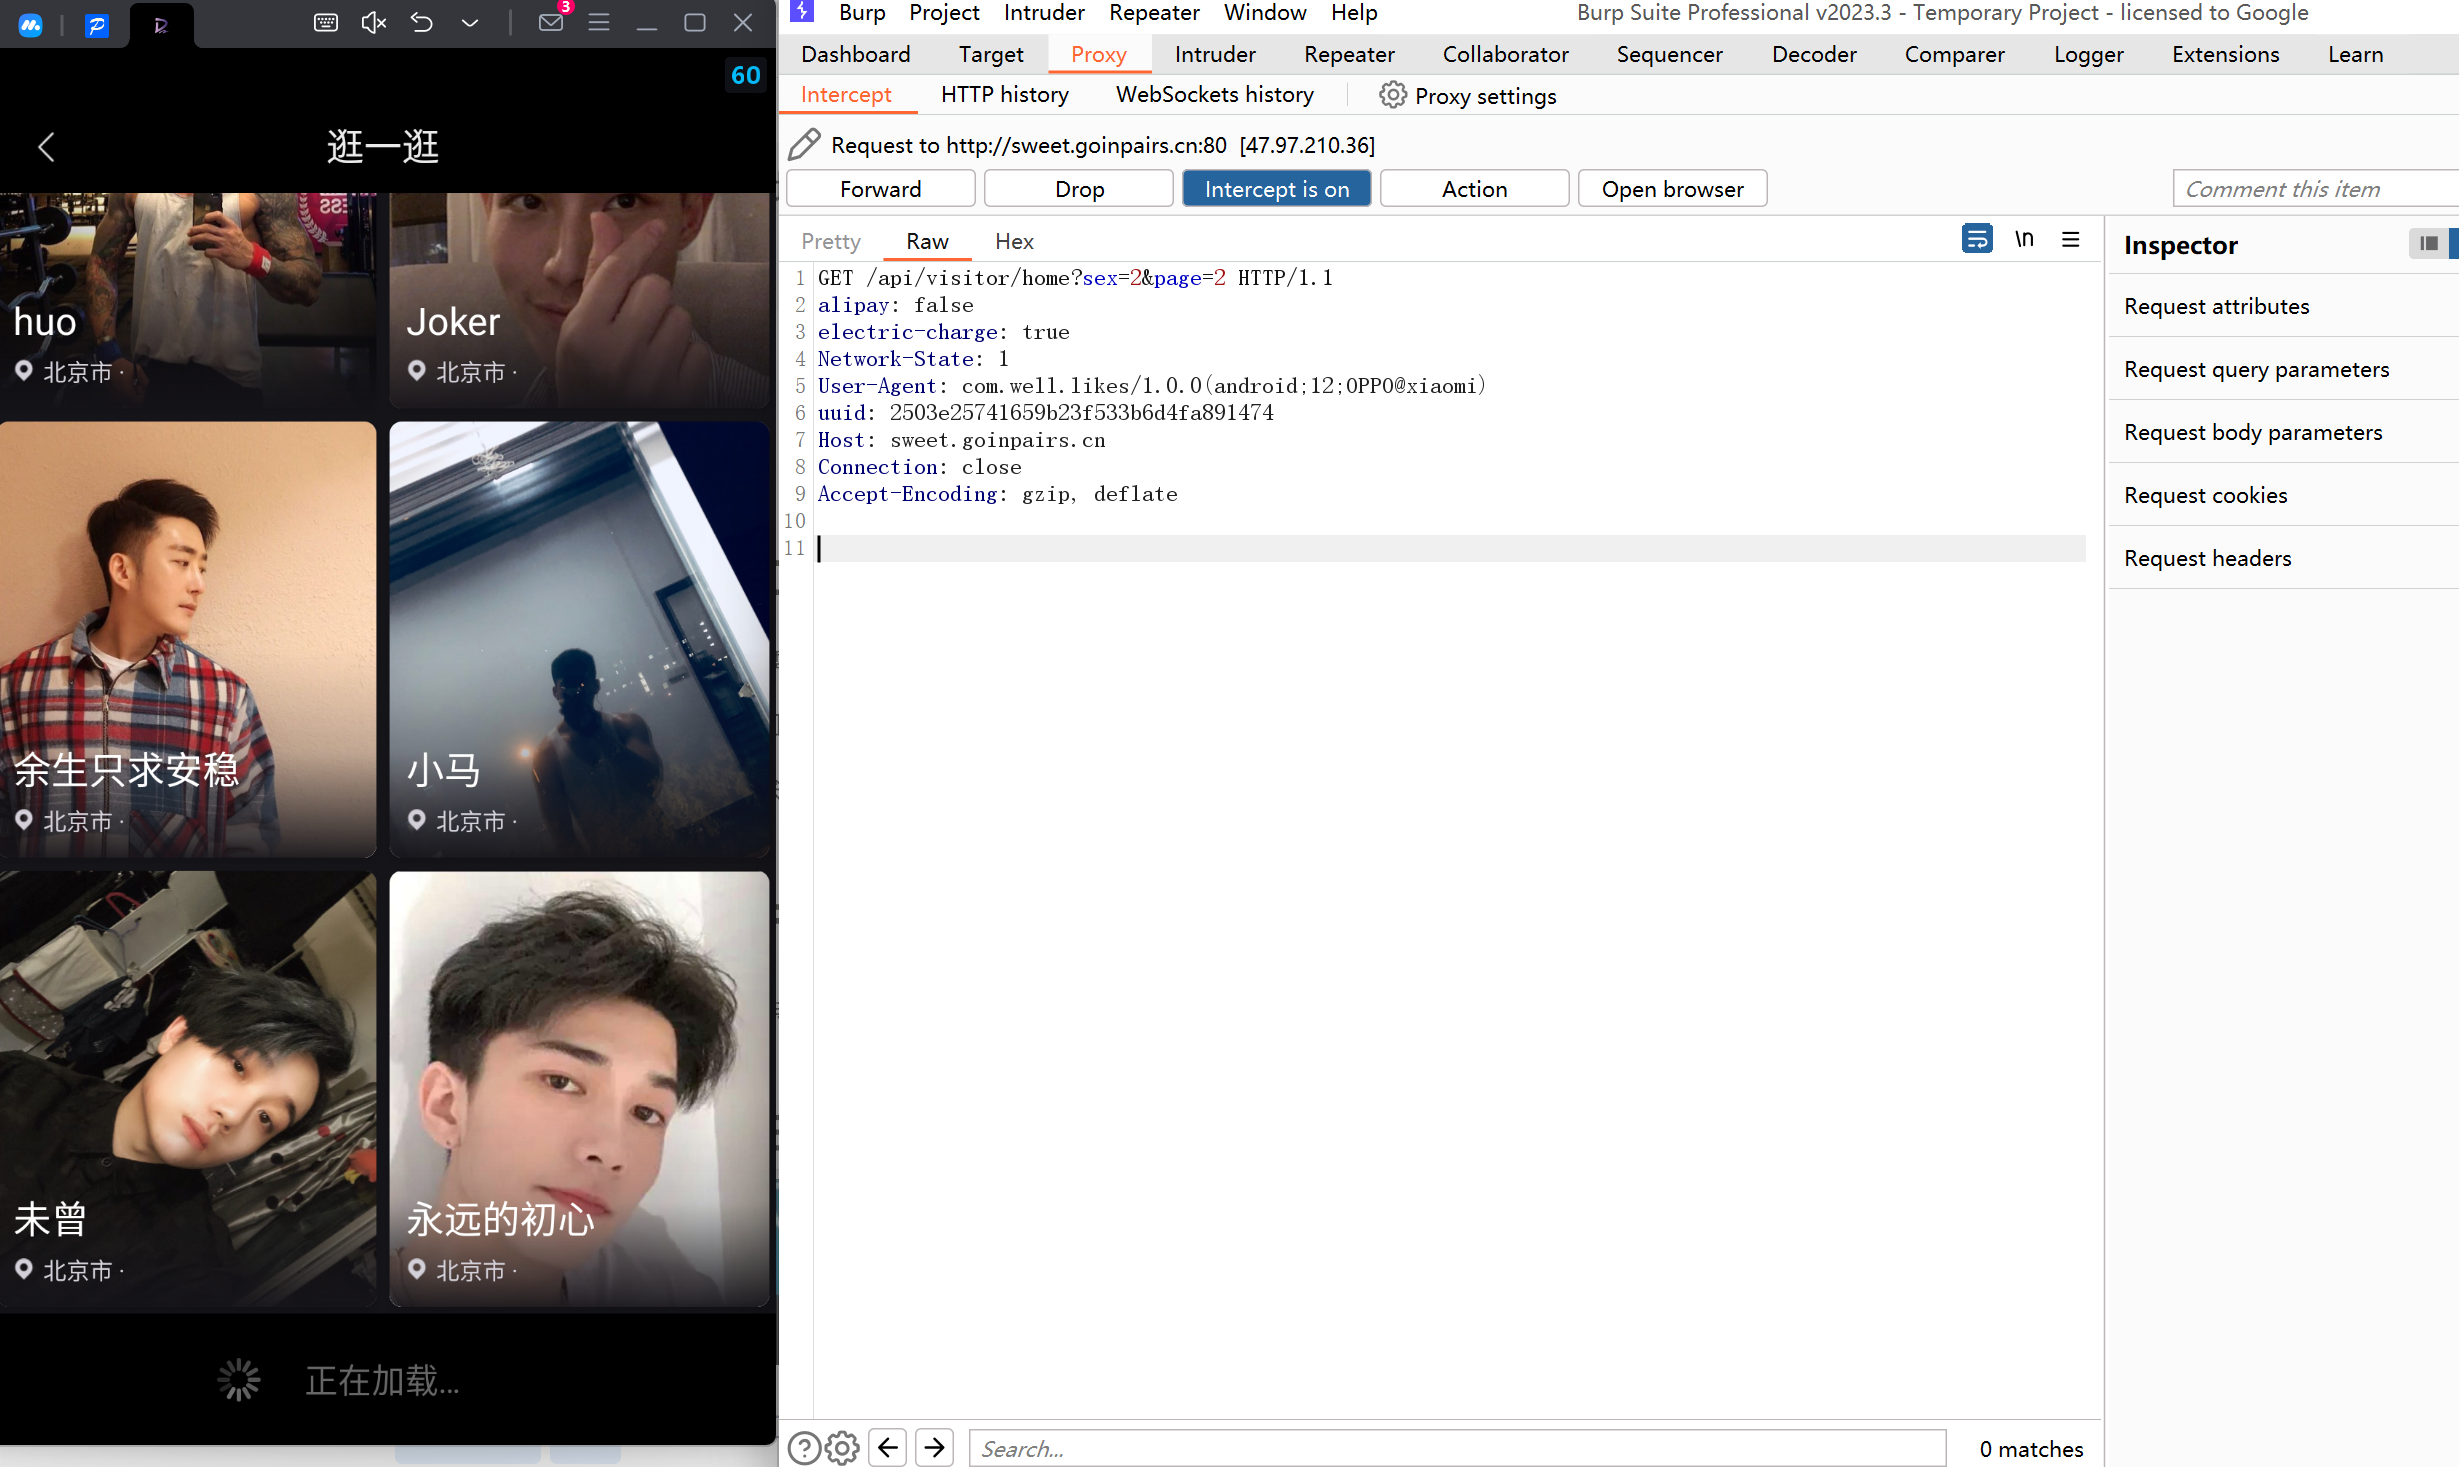 3
60
逛一逛
huo
北京市 ·
Joker
北京市 ·
余生只求安稳
北京市 ·
小马
北京市 ·
未曾
北京市 ·
永远的初心
北京市 ·
正在加载...
Burp Project Intruder Repeater Window Help
Burp Suite Professional v2023.3 - Temporary Project - licensed to Google
Dashboard Target Proxy Intruder Repeater Collaborator Sequencer Decoder Comparer Logger Extensions Learn
Intercept HTTP history WebSockets history Proxy settings
Request to http://sweet.goinpairs.cn:80 [47.97.210.36]
Forward Drop Intercept is on Action Open browser
Comment this item
Pretty Raw Hex
\n
1 GET /api/visitor/home?sex=2&page=2 HTTP/1.1
2 alipay: false
3 electric-charge: true
4 Network-State: 1
5 User-Agent: com.well.likes/1.0.0(android;12;OPPO@xiaomi)
6 uuid: 2503e25741659b23f533b6d4fa891474
7 Host: sweet.goinpairs.cn
8 Connection: close
9 Accept-Encoding: gzip, deflate
10
11
Inspector
Request attributes
Request query parameters
Request body parameters
Request cookies
Request headers
Search...
0 matches